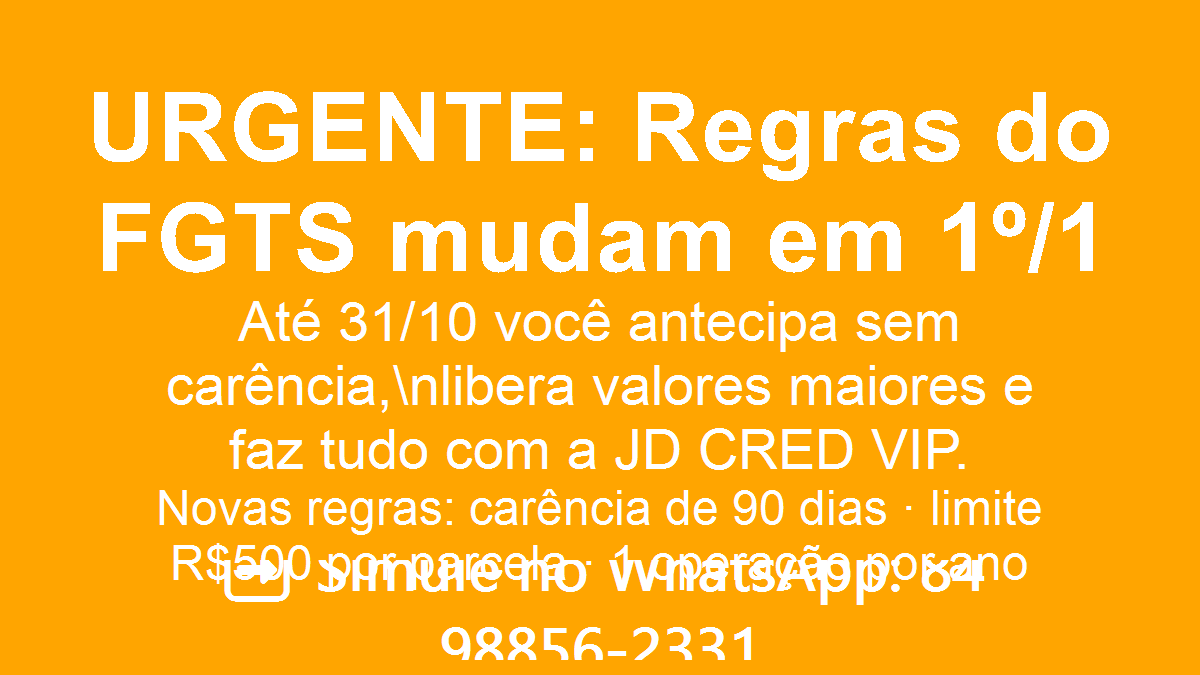 URGENTE: Regras do
FGTS mudam em 1º/1
Até 31/10 você antecipa sem
carência,\nlibera valores maiores e
faz tudo com a JD CRED VIP.
Novas regras: carência de 90 dias · limite
R$500 por parcela · 1 operação por ano
Simule no WhatsApp: 64
98856-2331